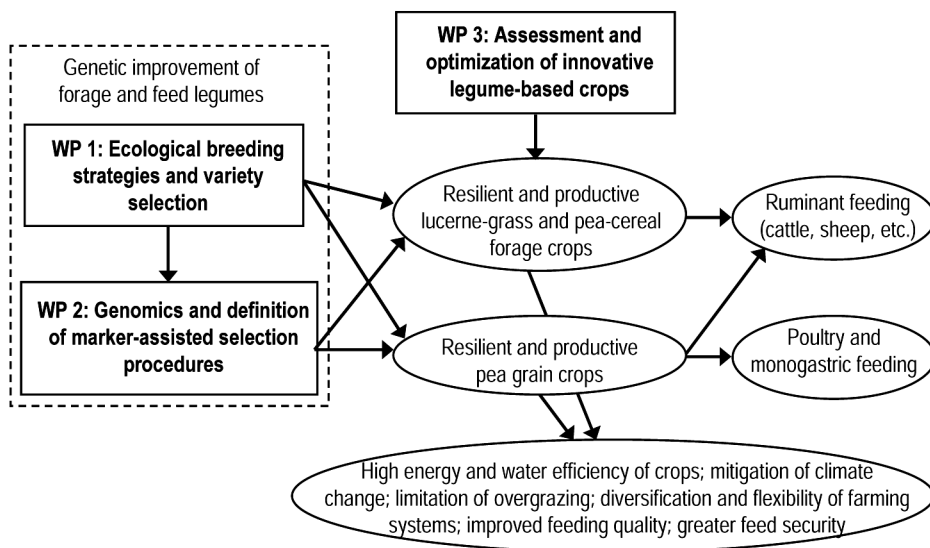 Genetic improvement of
forage and feed legumes
WP 1: Ecological breeding
strategies and variety
selection
WP 2: Genomics and definition
of marker-assisted selection
procedures
WP 3: Assessment and
optimization of innovative
legume-based crops
Resilient and productive
lucerne-grass and pea-cereal
forage crops
Resilient and productive
pea grain crops
Ruminant feeding
(cattle, sheep, etc.)
Poultry and
monogastric feeding
High energy and water efficiency of crops; mitigation of climate
change; limitation of overgrazing; diversification and flexibility of farming
systems; improved feeding quality; greater feed security